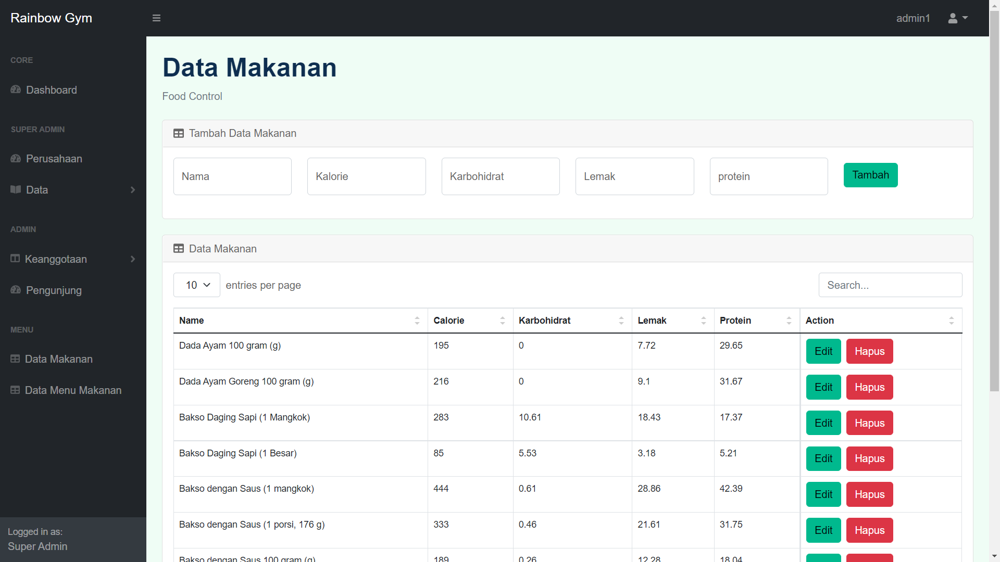 Rainbow Gym
admin1
CORE
Dashboard
SUPER ADMIN
Perusahaan
Data
ADMIN
Keanggotaan
Pengunjung
MENU
Data Makanan
Data Menu Makanan
Logged in as:
Super Admin
Data Makanan
Food Control
Tambah Data Makanan
Nama Kalorie Karbohidrat Lemak protein Tambah
Data Makanan
10 entries per page Search...
Name Calorie Karbohidrat Lemak Protein Action
Dada Ayam 100 gram (g) 195 0 7.72 29.65 Edit Hapus
Dada Ayam Goreng 100 gram (g) 216 0 9.1 31.67 Edit Hapus
Bakso Daging Sapi (1 Mangkok) 283 10.61 18.43 17.37 Edit Hapus
Bakso Daging Sapi (1 Besar) 85 5.53 3.18 5.21 Edit Hapus
Bakso dengan Saus (1 mangkok) 444 0.61 28.86 42.39 Edit Hapus
Bakso dengan Saus (1 porsi, 176 g) 333 0.46 21.61 31.75 Edit Hapus
Bakso dengan Saus 100 gram (g) 189 0.26 12.28 18.04